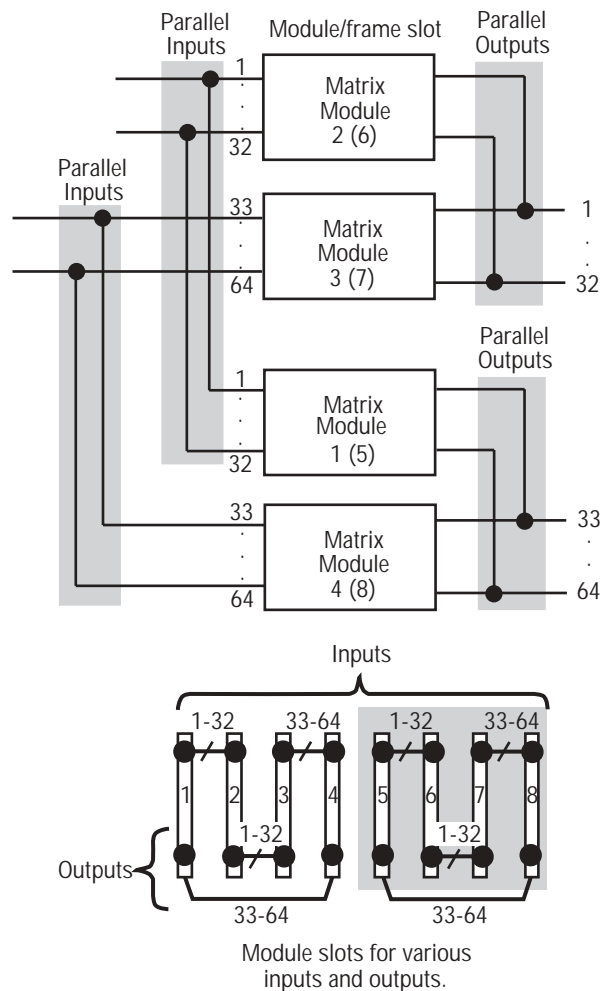 Parallel
Inputs
Module/frame slot
Parallel
Outputs
1
.
.
.
32
Matrix
Module
2 (6)
Parallel
Inputs
33
.
.
.
64
Matrix
Module
3 (7)
1
.
.
32
Parallel
Outputs
1
.
.
.
32
Matrix
Module
1 (5)
33
.
.
.
64
Matrix
Module
4 (8)
33
.
.
64
Inputs
1-32 33-64 1-32 33-64
1 2 3 4 5 6 7 8
1-32 1-32
Outputs
33-64 33-64
Module slots for various
inputs and outputs.